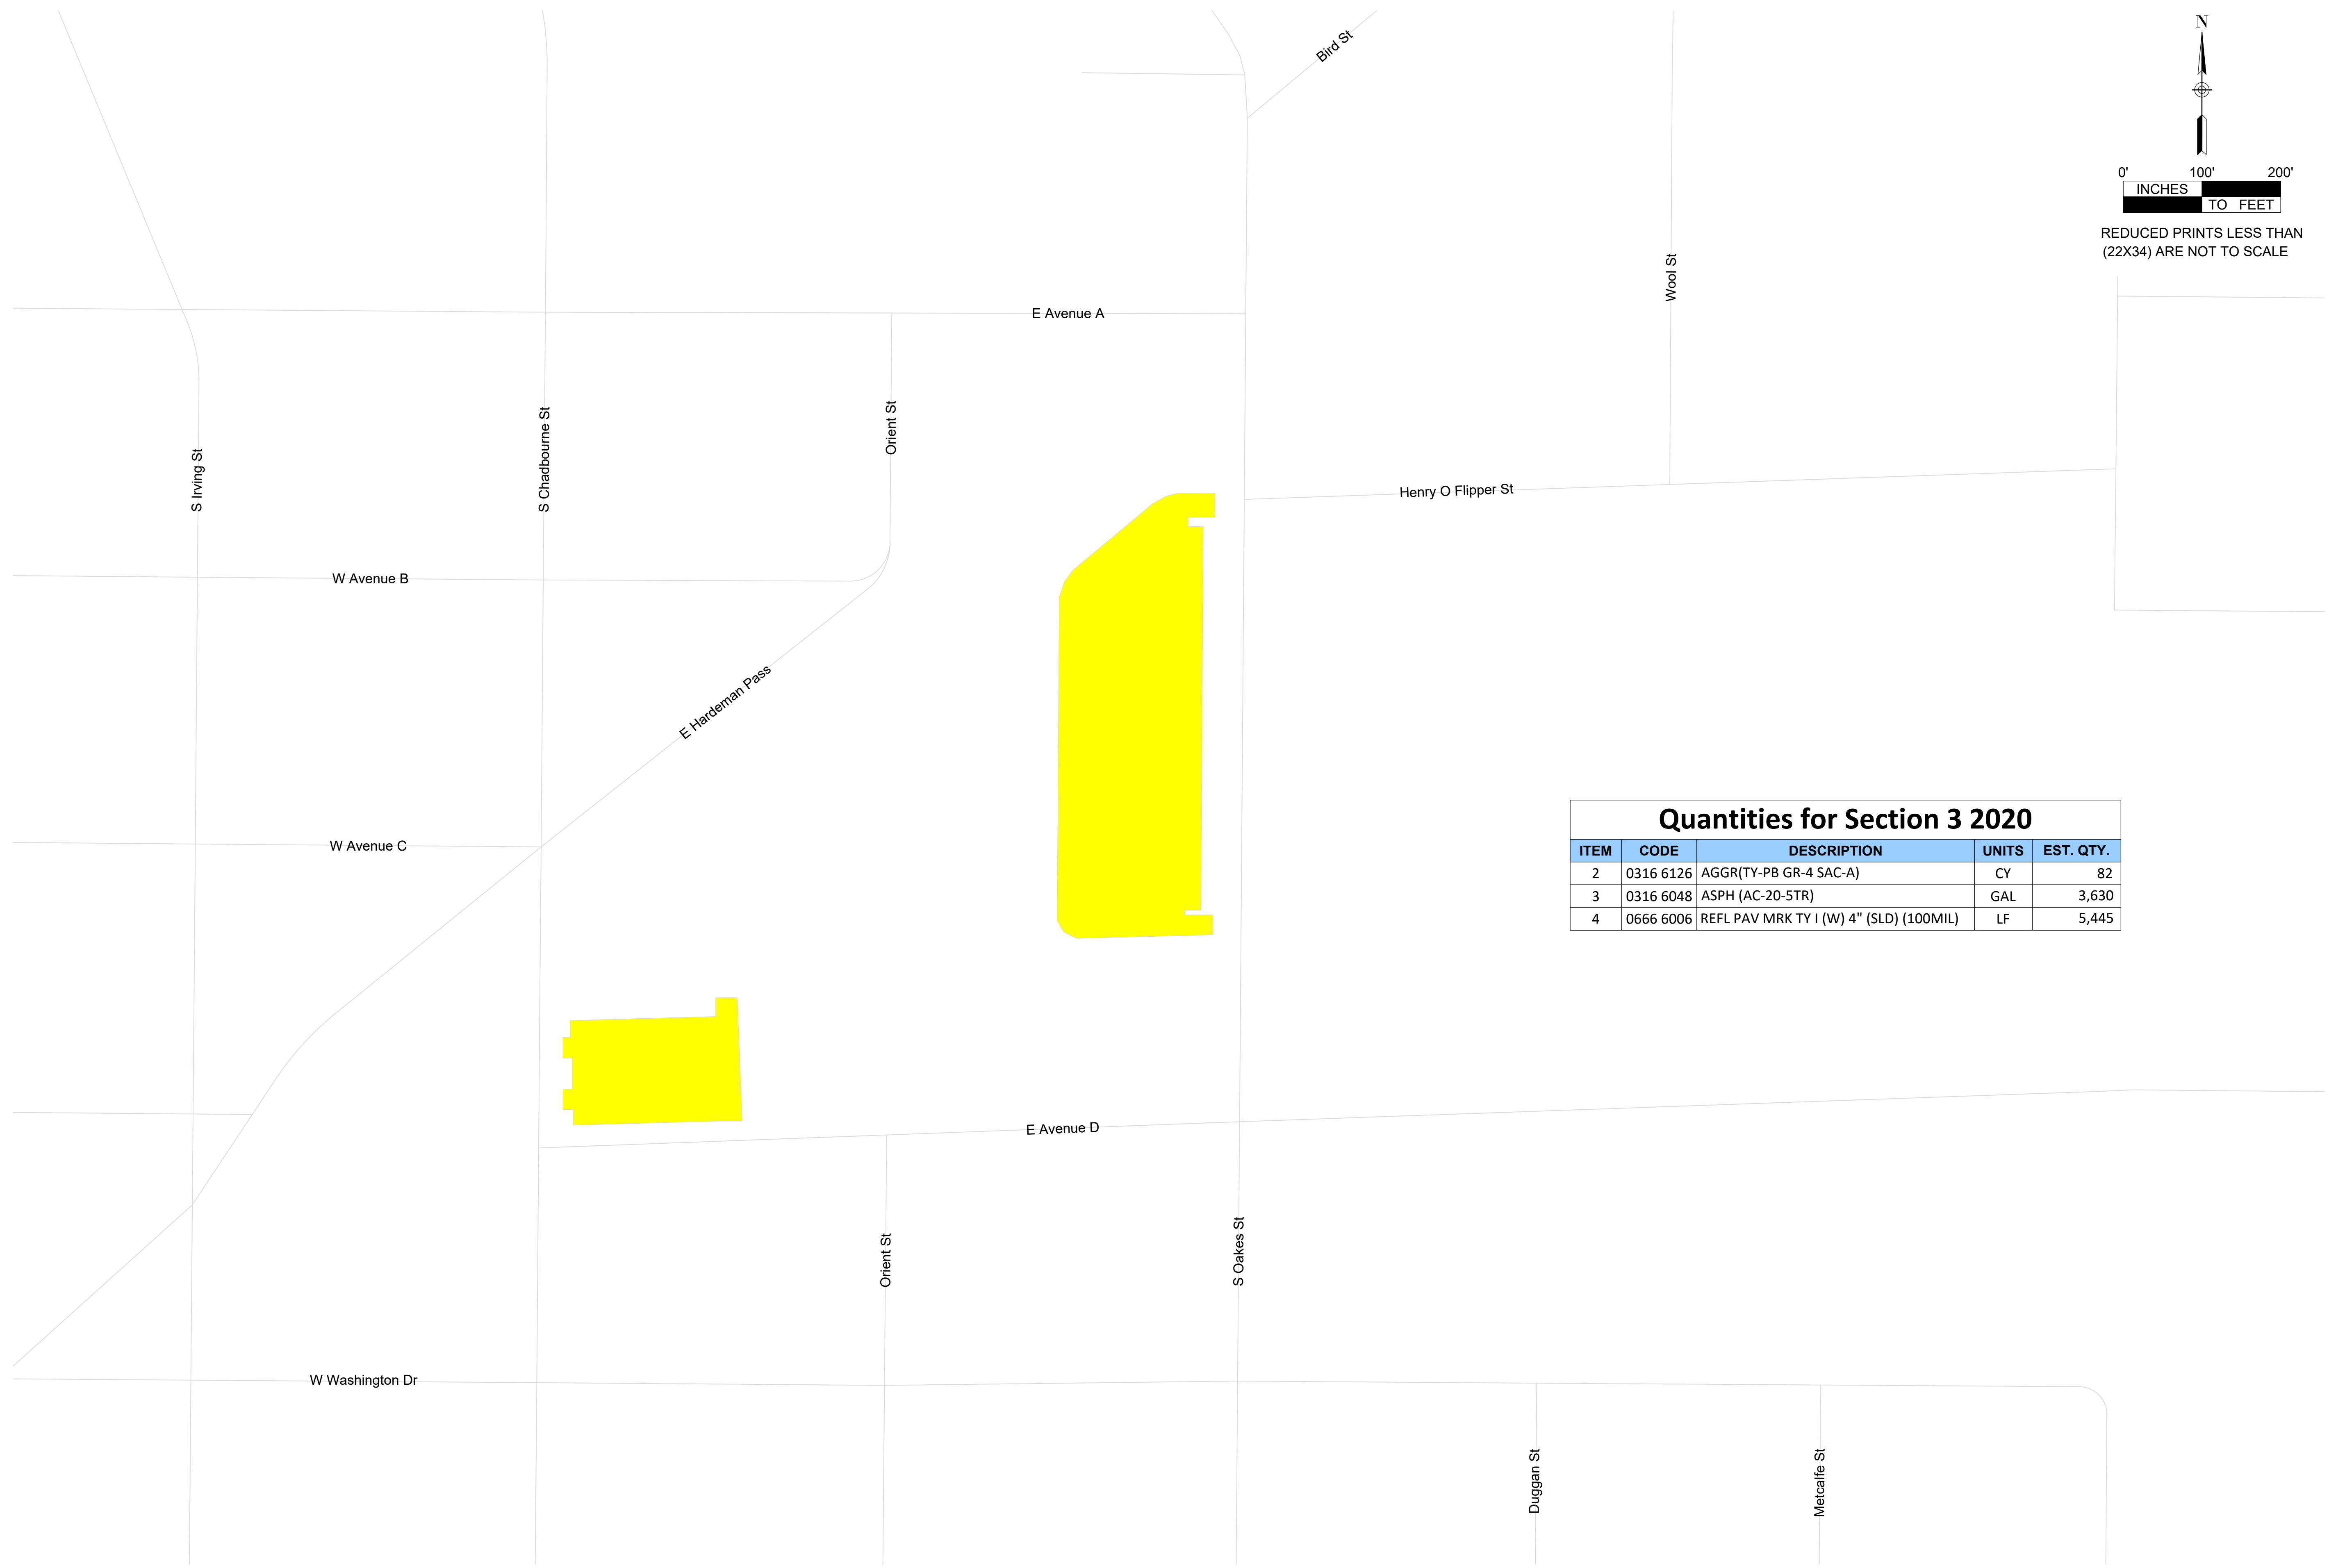 N
Bird St
0' 100' 200'
INCHES
TO FEET
REDUCED PRINTS LESS THAN
(22X34) ARE NOT TO SCALE
Wool St
E Avenue A
S Irving St
S Chadbourne St
Orient St
Henry O Flipper St
W Avenue B
E Hardeman Pass
W Avenue C
Quantities for Section 3 2020
ITEM CODE DESCRIPTION UNITS EST. QTY.
2 0316 6126 AGGR(TY-PB GR-4 SAC-A) CY 82
3 0316 6048 ASPH (AC-20-5TR) GAL 3,630
4 0666 6006 REFL PAV MRK TY I (W) 4" (SLD) (100MIL) LF 5,445
E Avenue D
Orient St
S Oakes St
W Washington Dr
Duggan St
Metcalfe St